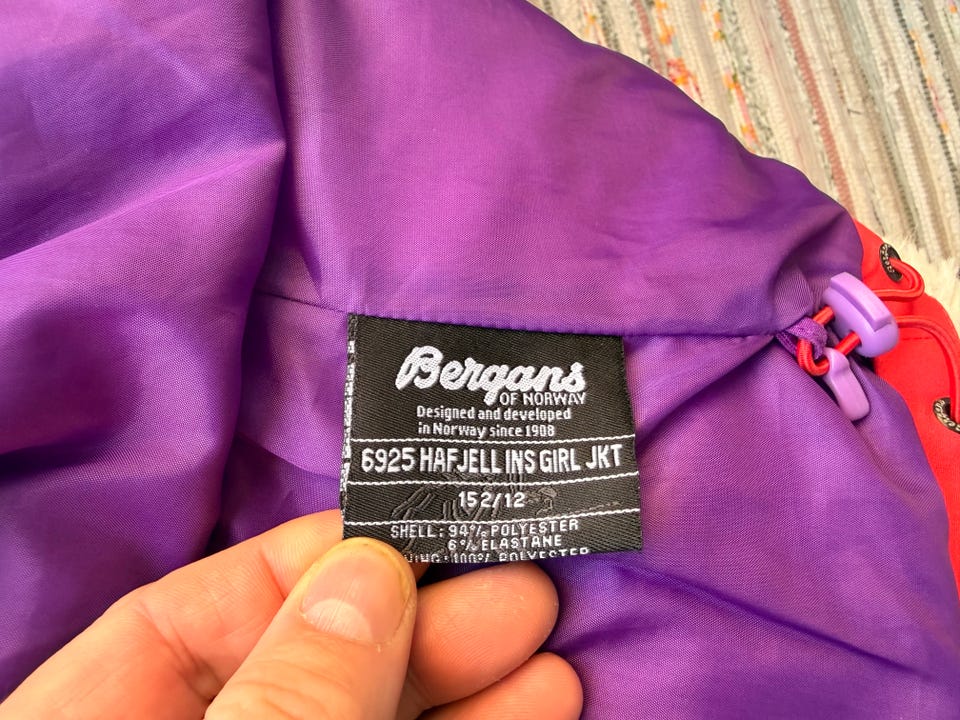 Bergans
OF NORWAY
Designed and developed
in Norway since 1908
6925 HAFJELL INS GIRL JKT
152/12
SHELL: 94% POLYESTER
6% ELASTANE
100% POLYESTER